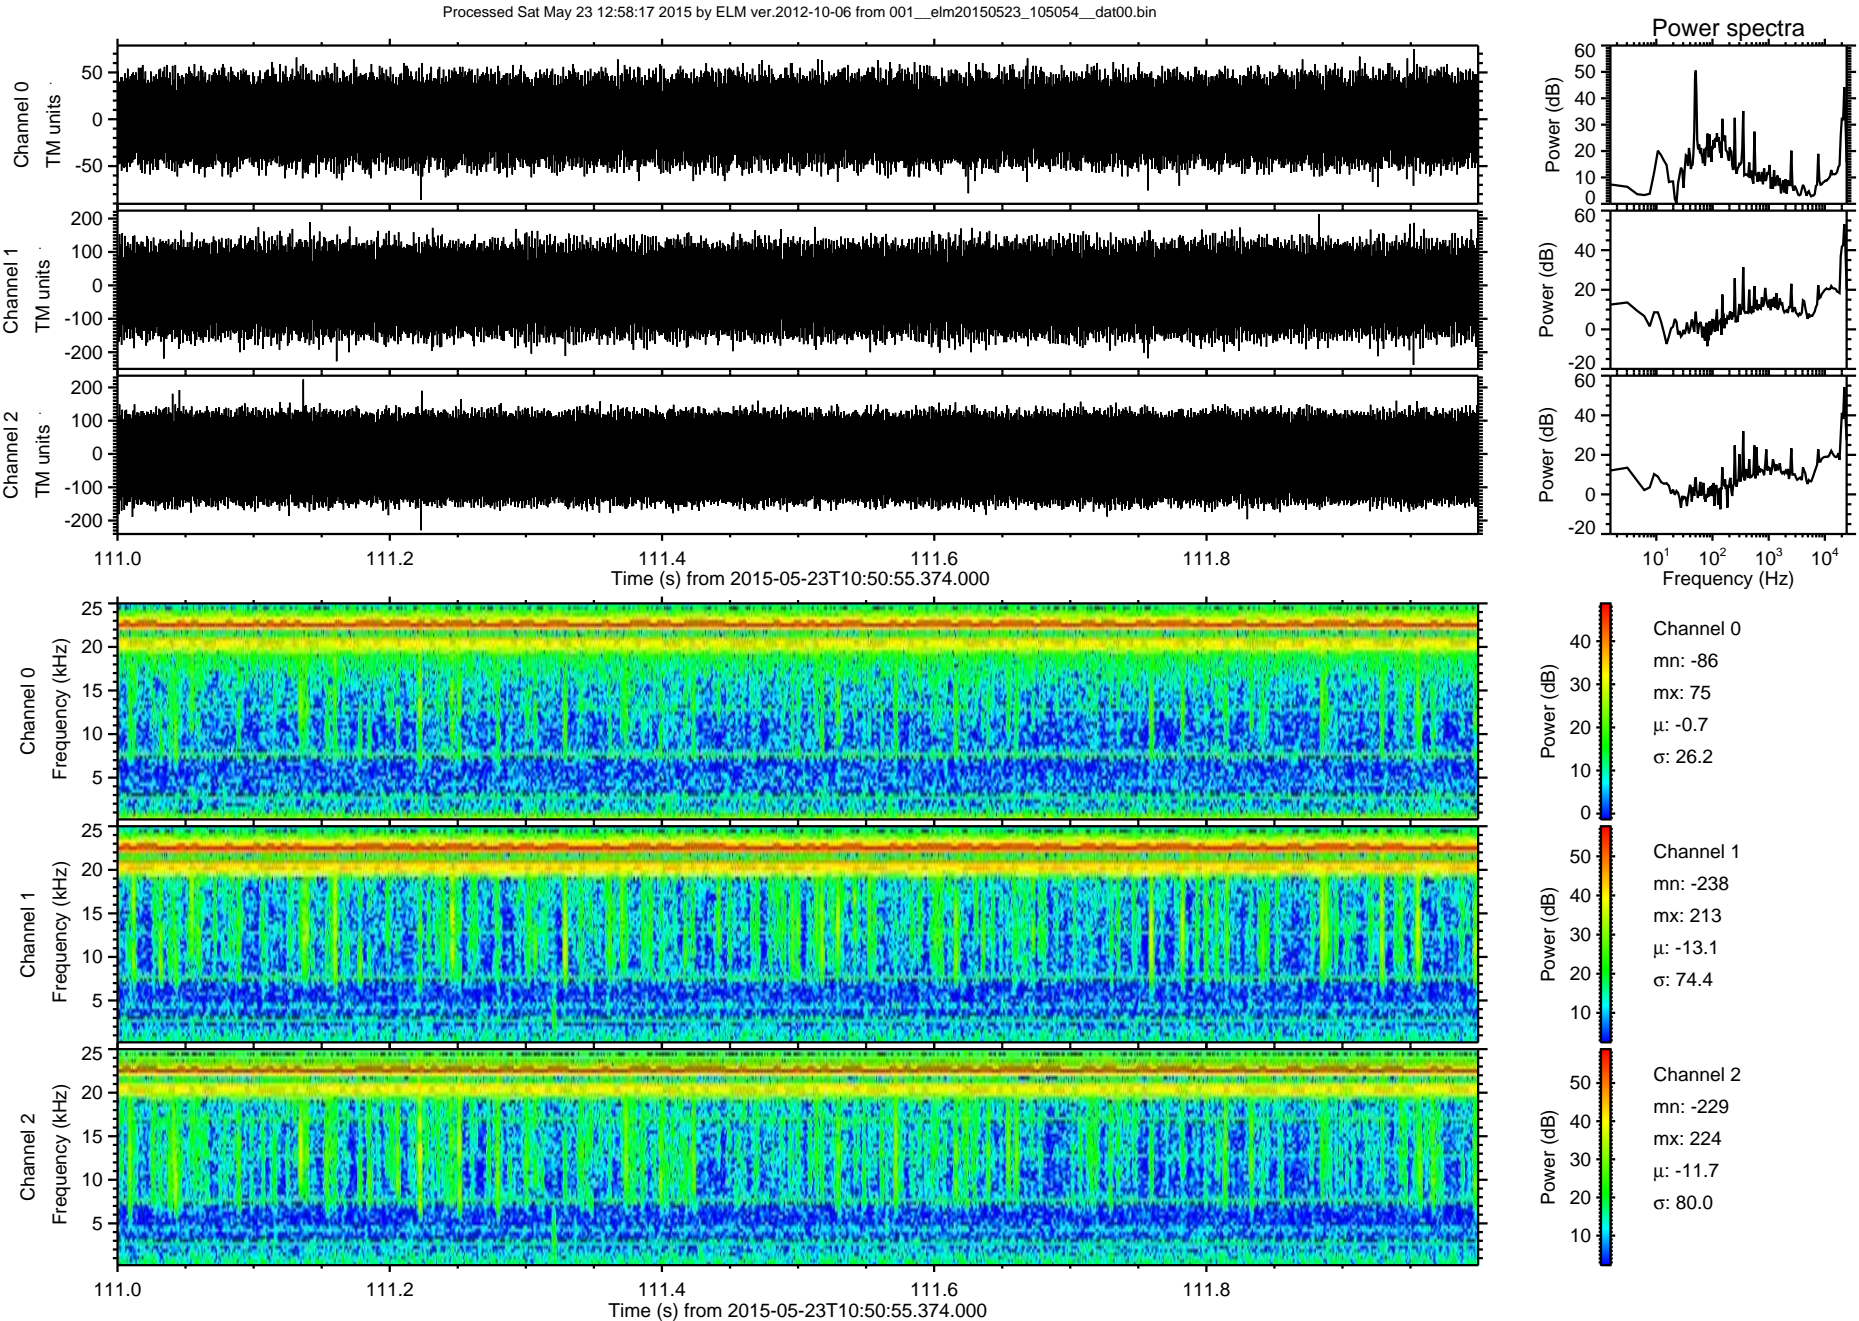 Processed Sat May 23 12:58:17 2015 by ELM ver.2012-10-06 from 001__elm20150523_105054__dat00.bin
Power spectra
Channel 0
TM units
50
0
-50
Power (dB)
60
50
40
30
20
10
0
Channel 1
TM units
200
100
0
-100
-200
Power (dB)
60
40
20
0
-20
Channel 2
TM units
200
100
0
-100
-200
Power (dB)
60
40
20
0
-20
111.0 111.2 111.4 111.6 111.8
Time (s) from 2015-05-23T10:50:55.374.000
10^1 10^2 10^3 10^4
Frequency (Hz)
Channel 0
Frequency (kHz)
25
20
15
10
5
Power (dB)
40
30
20
10
0
Channel 0
mn: -86
mx: 75
μ: -0.7
σ: 26.2
Channel 1
Frequency (kHz)
25
20
15
10
5
Power (dB)
50
40
30
20
10
Channel 1
mn: -238
mx: 213
μ: -13.1
σ: 74.4
Channel 2
Frequency (kHz)
25
20
15
10
5
Power (dB)
50
40
30
20
10
Channel 2
mn: -229
mx: 224
μ: -11.7
σ: 80.0
111.0 111.2 111.4 111.6 111.8
Time (s) from 2015-05-23T10:50:55.374.000